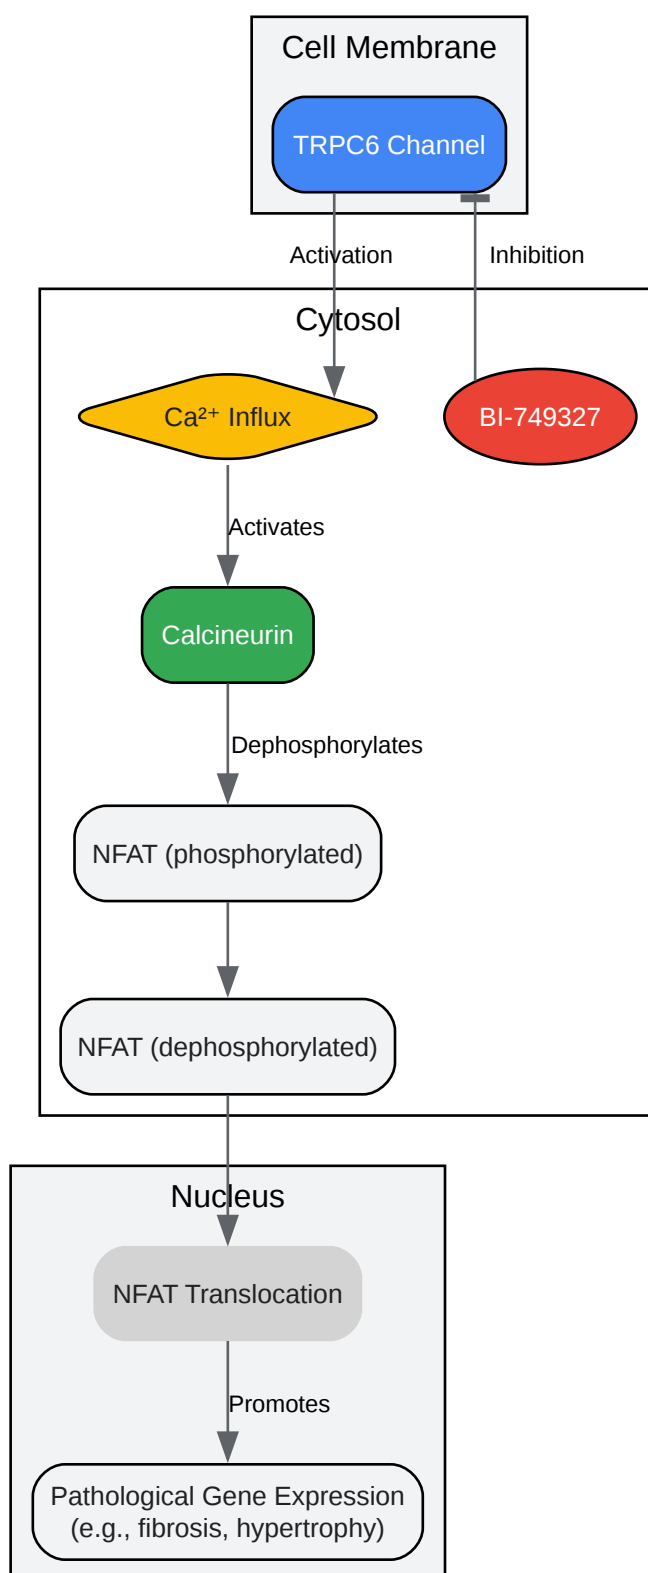 Cell Membrane
TRPC6 Channel
Activation
Inhibition
Cytosol
Ca²⁺ Influx
BI-749327
Activates
Calcineurin
Dephosphorylates
NFAT (phosphorylated)
NFAT (dephosphorylated)
Nucleus
NFAT Translocation
Promotes
Pathological Gene Expression
(e.g., fibrosis, hypertrophy)